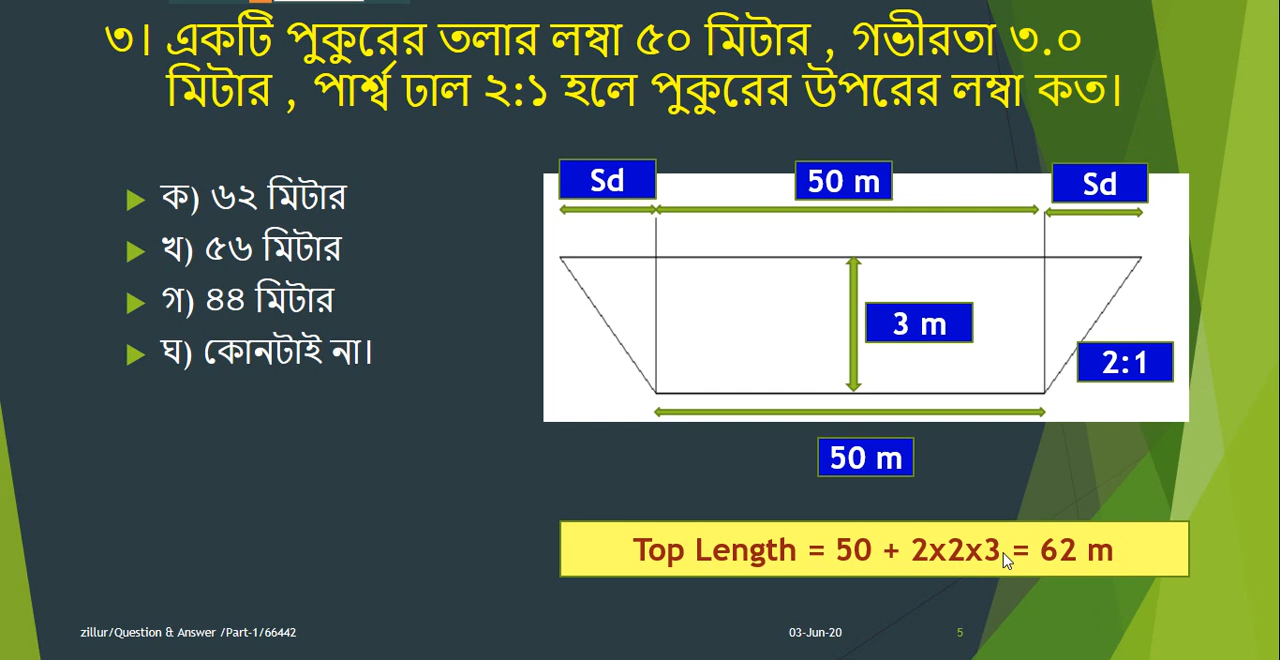 ৩। একটি পুকুরের তলার লম্বা ৫০ মিটার , গভীরতা ৩.০
মিটার , পার্শ্ব ঢাল ২:১ হলে পুকুরের উপরের লম্বা কত।
ক) ৬২ মিটার
খ) ৫৬ মিটার
গ) ৪৪ মিটার
ঘ) কোনটাই না।
Sd
50 m
Sd
3 m
2:1
50 m
Top Length = 50 + 2x2x3 = 62 m
zillur/Question & Answer /Part-1/66442
03-Jun-20
5